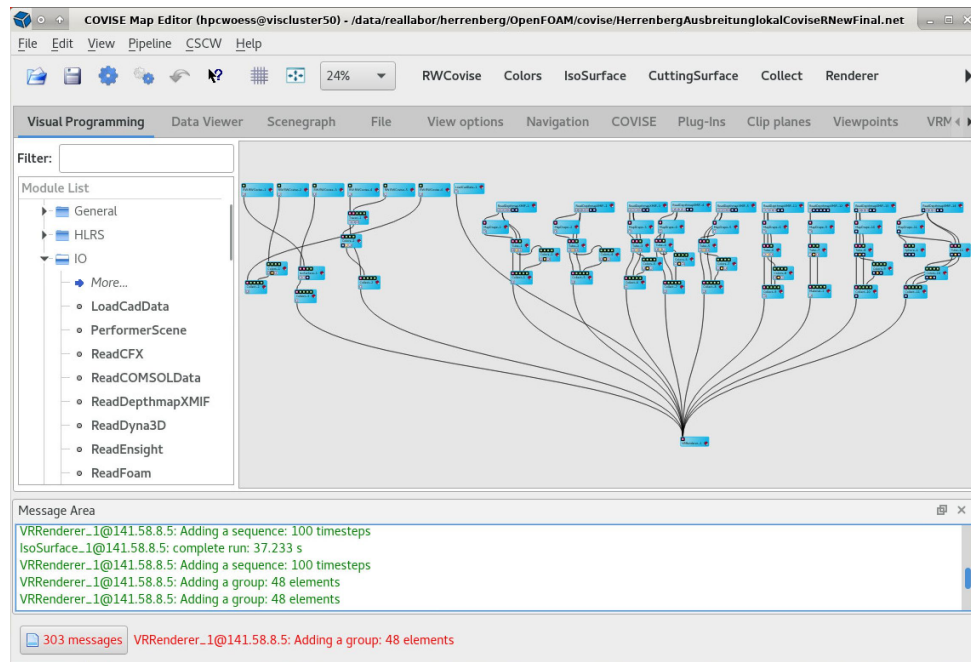 COVISE Map Editor (hpcwoess@viscluster50) - /data/reallabor/herrenberg/OpenFOAM/covise/HerrenbergAusbreitunglokalCoviseRNewFinal.net
File Edit View Pipeline CSCW Help
24% RWCovise Colors IsoSurface CuttingSurface Collect Renderer
Visual Programming Data Viewer Scenegraph File View options Navigation COVISE Plug-Ins Clip planes Viewpoints VRM
Filter:
Module List
General
HLRS
IO
More...
LoadCadData
PerformerScene
ReadCFX
ReadCOMSOLData
ReadDepthmapXMIF
ReadDyna3D
ReadEnsight
ReadFoam
Message Area
VRRenderer_1@141.58.8.5: Adding a sequence: 100 timesteps
IsoSurface_1@141.58.8.5: complete run: 37.233 s
VRRenderer_1@141.58.8.5: Adding a sequence: 100 timesteps
VRRenderer_1@141.58.8.5: Adding a group: 48 elements
VRRenderer_1@141.58.8.5: Adding a group: 48 elements
303 messages VRRenderer_1@141.58.8.5: Adding a group: 48 elements